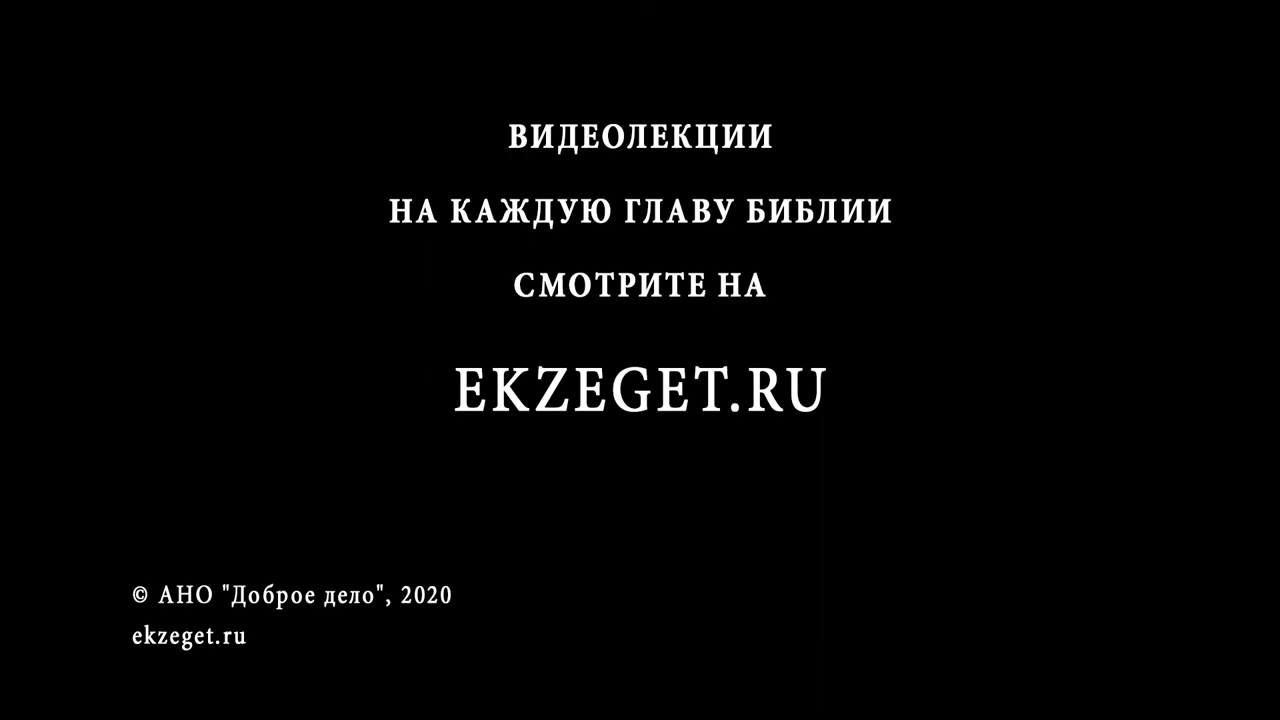 ВИДЕОЛЕКЦИИ
НА КАЖДУЮ ГЛАВУ БИБЛИИ
СМОТРИТЕ НА
EKZEGET.RU
© АНО "Доброе дело", 2020
ekzeget.ru